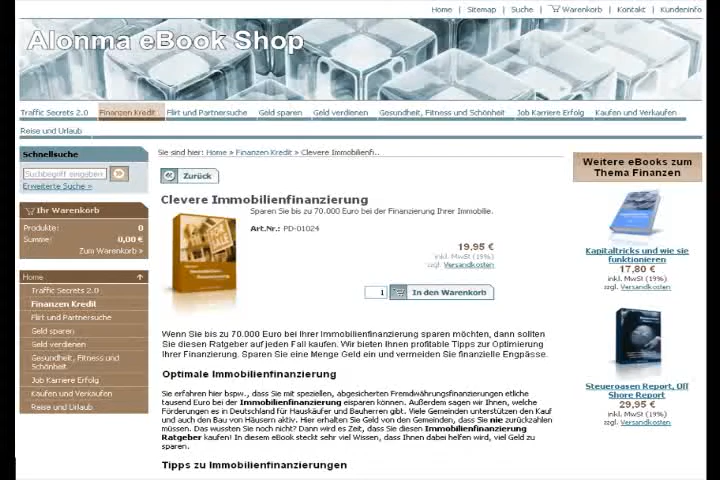 Home | Sitemap | Suche | Warenkorb | Kontakt | Kundeninfo
Alonma eBook Shop
Traffic Secrets 2.0 Finanzen Kredit Flirt und Partnersuche Geld sparen Geld verdienen Gesundheit, Fitness und Schönheit Job Karriere Erfolg Kaufen und Verkaufen
Reise und Urlaub
Schnellsuche
Suchbegriff eingeben
Erweiterte Suche »
Ihr Warenkorb
Produkte: 0
Summe: 0,00 €
Zum Warenkorb >
Home
Traffic Secrets 2.0
Finanzen Kredit
Flirt und Partnersuche
Geld sparen
Geld verdienen
Gesundheit, Fitness und
Schönheit
Job Karriere Erfolg
Kaufen und Verkaufen
Reise und Urlaub
Sie sind hier: Home » Finanzen Kredit » Clevere Immobilienfi..
Zurück
Clevere Immobilienfinanzierung
Sparen Sie bis zu 70.000 Euro bei der Finanzierung Ihrer Immobilie.
Art.Nr.: PD-01024
19,95 €
inkl. MwSt (19%)
zzgl. Versandkosten
1 In den Warenkorb
Wenn Sie bis zu 70.000 Euro bei Ihrer Immobilienfinanzierung sparen möchten, dann sollten
Sie diesen Ratgeber auf jeden Fall kaufen. Wir bieten Ihnen profitable Tipps zur Optimierung
Ihrer Finanzierung. Sparen Sie eine Menge Geld ein und vermeiden Sie finanzielle Engpässe.
Optimale Immobilienfinanzierung
Sie erfahren hier bspw., dass Sie mit speziellen, abgesicherten Fremdwährungsfinanzierungen etliche
tausend Euro bei der Immobilienfinanzierung einsparen können. Außerdem sagen wir Ihnen, welche
Förderungen es in Deutschland für Hauskäufer und Bauherren gibt. Viele Gemeinden unterstützen den Kauf
und auch den Bau von Häusern aktiv. Hier erhalten Sie Geld von den Gemeinden, dass Sie nie zurückzahlen
müssen. Das wussten Sie noch nicht? Dann wird es Zeit, dass Sie diesen Immobilienfinanzierung
Ratgeber kaufen! In diesem eBook steckt sehr viel Wissen, dass Ihnen dabei helfen wird, viel Geld zu
sparen.
Tipps zu Immobilienfinanzierungen
Weitere eBooks zum
Thema Finanzen
Kapitaltricks und wie sie
funktionieren
17,80 €
inkl. MwSt (19%)
zzgl. Versandkosten
Steueroasen Report, Off
Shore Report
29,95 €
inkl. MwSt (19%)
zzgl. Versandkosten